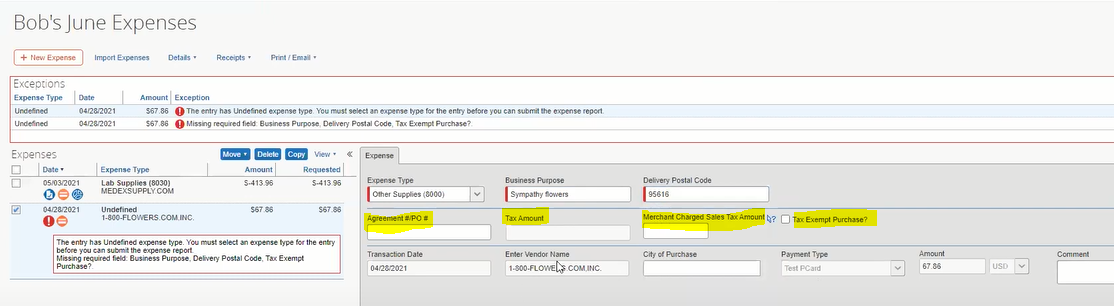 Bob's June Expenses
+ New Expense Import Expenses Details Receipts Print / Email
Exceptions
Expense Type Date Amount Exception
Undefined 04/28/2021 $67.86 The entry has Undefined expense type. You must select an expense type for the entry before you can submit the expense report.
Undefined 04/28/2021 $67.86 Missing required field: Business Purpose, Delivery Postal Code, Tax Exempt Purchase?.
Expenses Move Delete Copy View «
Date Expense Type Amount Requested
05/03/2021 Lab Supplies (8030) $-413.96 $-413.96
MEDEXSUPPLY.COM
04/28/2021 Undefined $67.86 $67.86
1-800-FLOWERS.COM,INC.
The entry has Undefined expense type. You must select an expense type for the entry
before you can submit the expense report.
Missing required field: Business Purpose, Delivery Postal Code, Tax Exempt
Purchase?.
Expense
Expense Type Business Purpose Delivery Postal Code
Other Supplies (8000) Sympathy flowers 95616
Agreement #/PO # Tax Amount Merchant Charged Sales Tax Amount ? Tax Exempt Purchase?
Transaction Date Enter Vendor Name City of Purchase Payment Type Amount Comment
04/28/2021 1-800-FLOWERS.COM,INC. Test PCard 67.86 USD